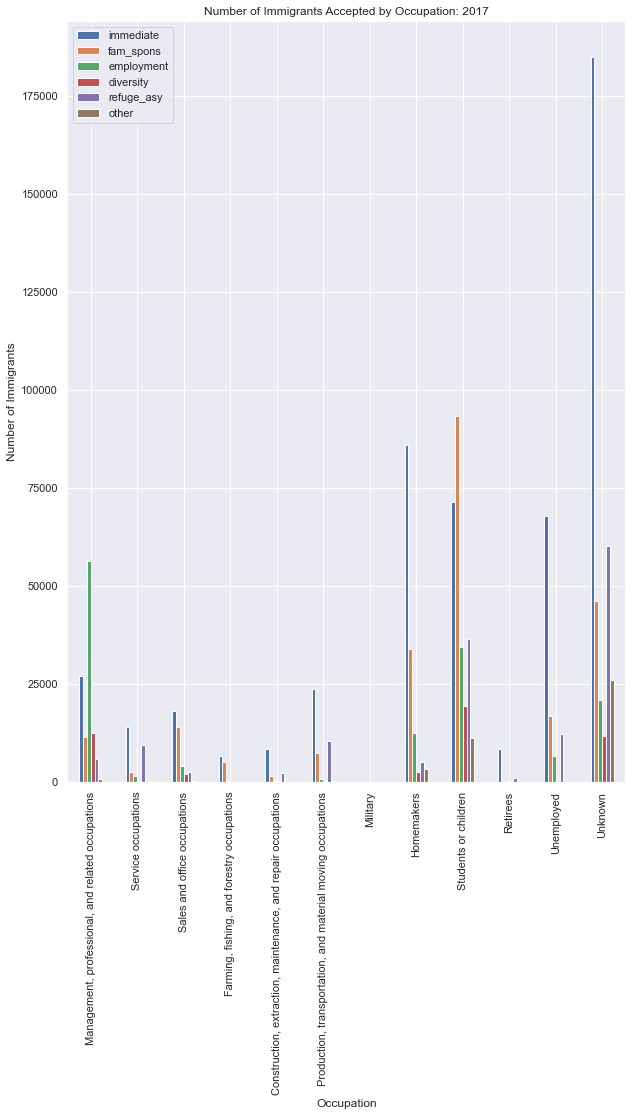 Number of Immigrants Accepted by Occupation: 2017
immediate
fam_spons
employment
diversity
refuge_asy
other
175000
150000
125000
100000
75000
50000
25000
0
Number of Immigrants
Management, professional, and related occupations
Service occupations
Sales and office occupations
Farming, fishing, and forestry occupations
Construction, extraction, maintenance, and repair occupations
Production, transportation, and material moving occupations
Military
Homemakers
Students or children
Retirees
Unemployed
Unknown
Occupation